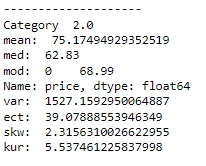 --------------------
Category  2.0
mean:  75.17494929352519
med:  62.83
mod:  0    68.99
Name: price, dtype: float64
var:  1527.1592950064887
ect:  39.07888553946349
skw:  2.3156310026622955
kur:  5.537461225837998